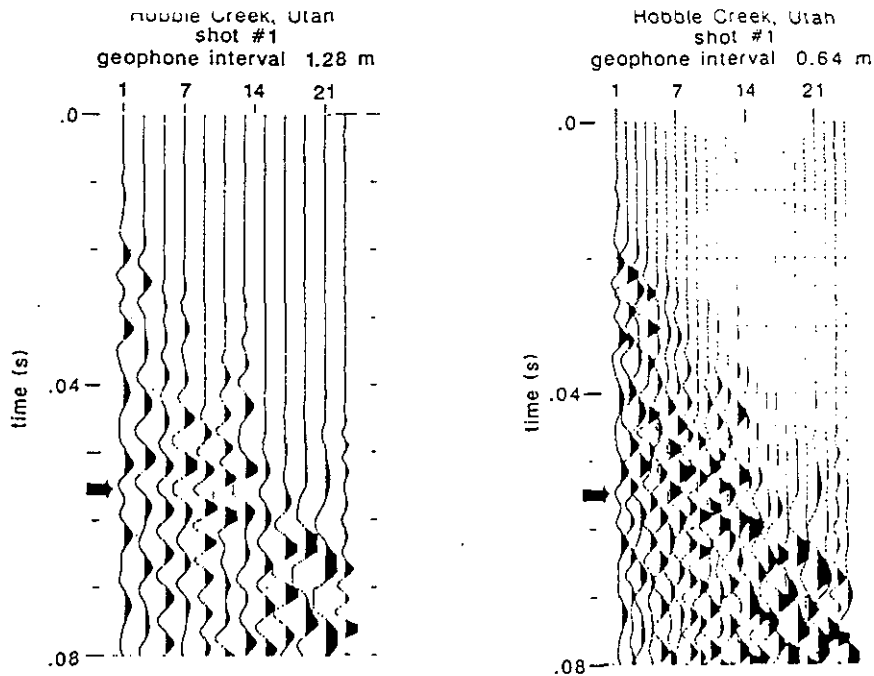 Hobble Creek, Utah
shot #1
geophone interval 1.28 m
1 7 14 21
.0
.04
.08
time (s)
Hobble Creek, Utah
shot #1
geophone interval 0.64 m
1 7 14 21
.0
.04
.08
time (s)